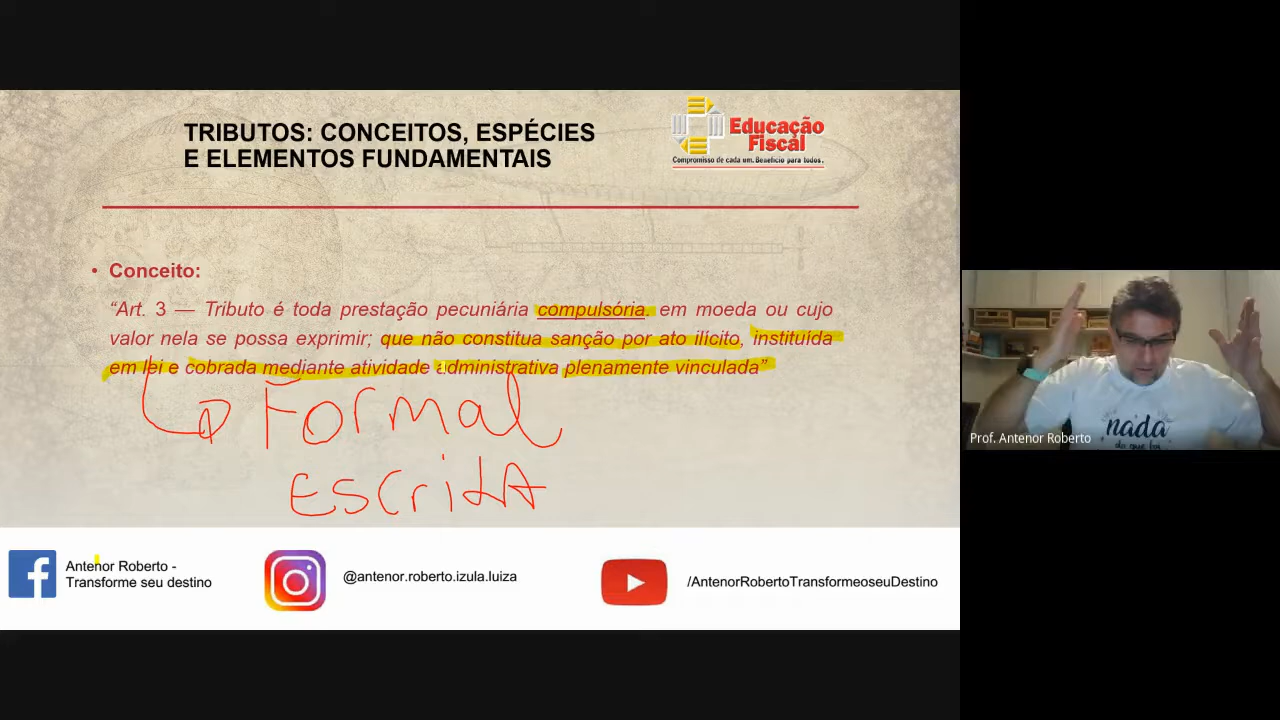 TRIBUTOS: CONCEITOS, ESPÉCIES
E ELEMENTOS FUNDAMENTAIS
Educação
Fiscal
Compromisso de cada um. Benefício para todos.
• Conceito:
“Art. 3 — Tributo é toda prestação pecuniária compulsória. em moeda ou cujo
valor nela se possa exprimir; que não constitua sanção por ato ilícito, instituída
em lei e cobrada mediante atividade administrativa plenamente vinculada”
Formal
Escrita
Antenor Roberto -
Transforme seu destino
@antenor.roberto.izula.luiza
/AntenorRobertoTransformeoseuDestino
nada
do que foi
Prof. Antenor Roberto